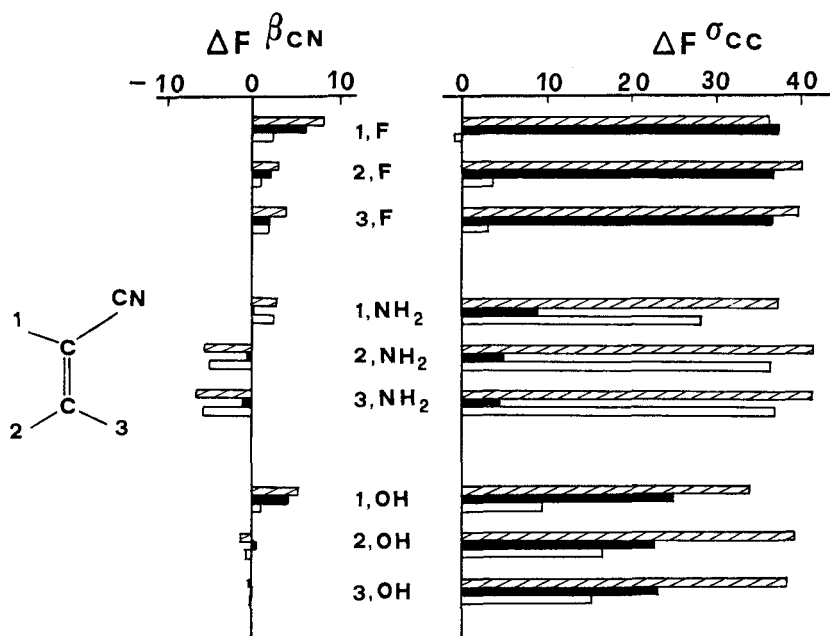 ΔF βCN ΔF σCC
−10 0 10 0 10 20 30 40
1,F
2,F
3,F
CN
1
C
1,NH₂
2,NH₂
C
3,NH₂
2 3
1,OH
2,OH
3,OH